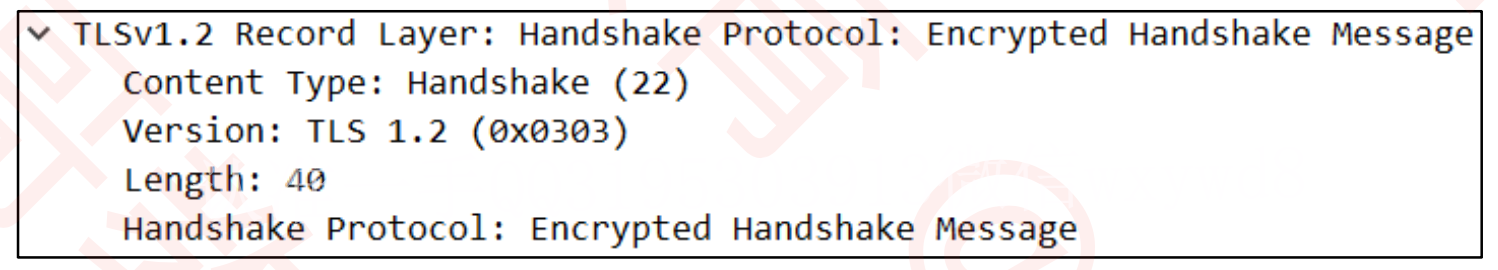 TLSv1.2 Record Layer: Handshake Protocol: Encrypted Handshake Message
Content Type: Handshake (22)
Version: TLS 1.2 (0x0303)
Length: 40
Handshake Protocol: Encrypted Handshake Message